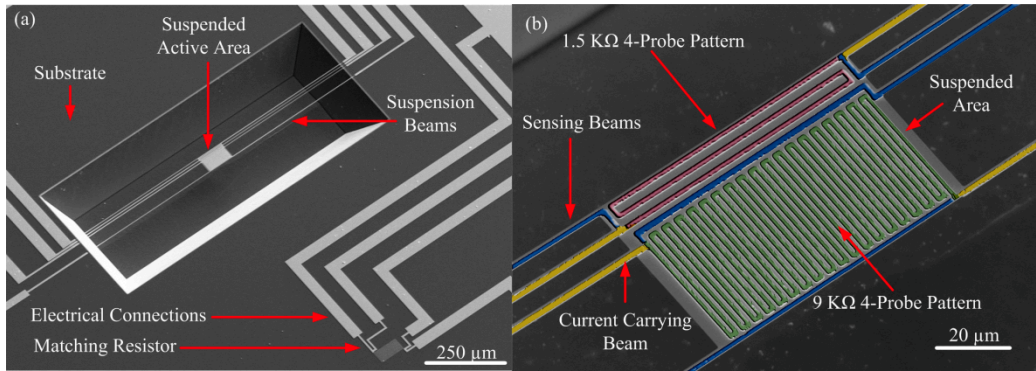 (a)
Suspended
Active Area
Substrate
Suspension
Beams
Electrical Connections
Matching Resistor
250 µm
(b)
1.5 KΩ 4-Probe Pattern
Suspended
Area
Sensing Beams
9 KΩ 4-Probe Pattern
Current Carrying
Beam
20 µm